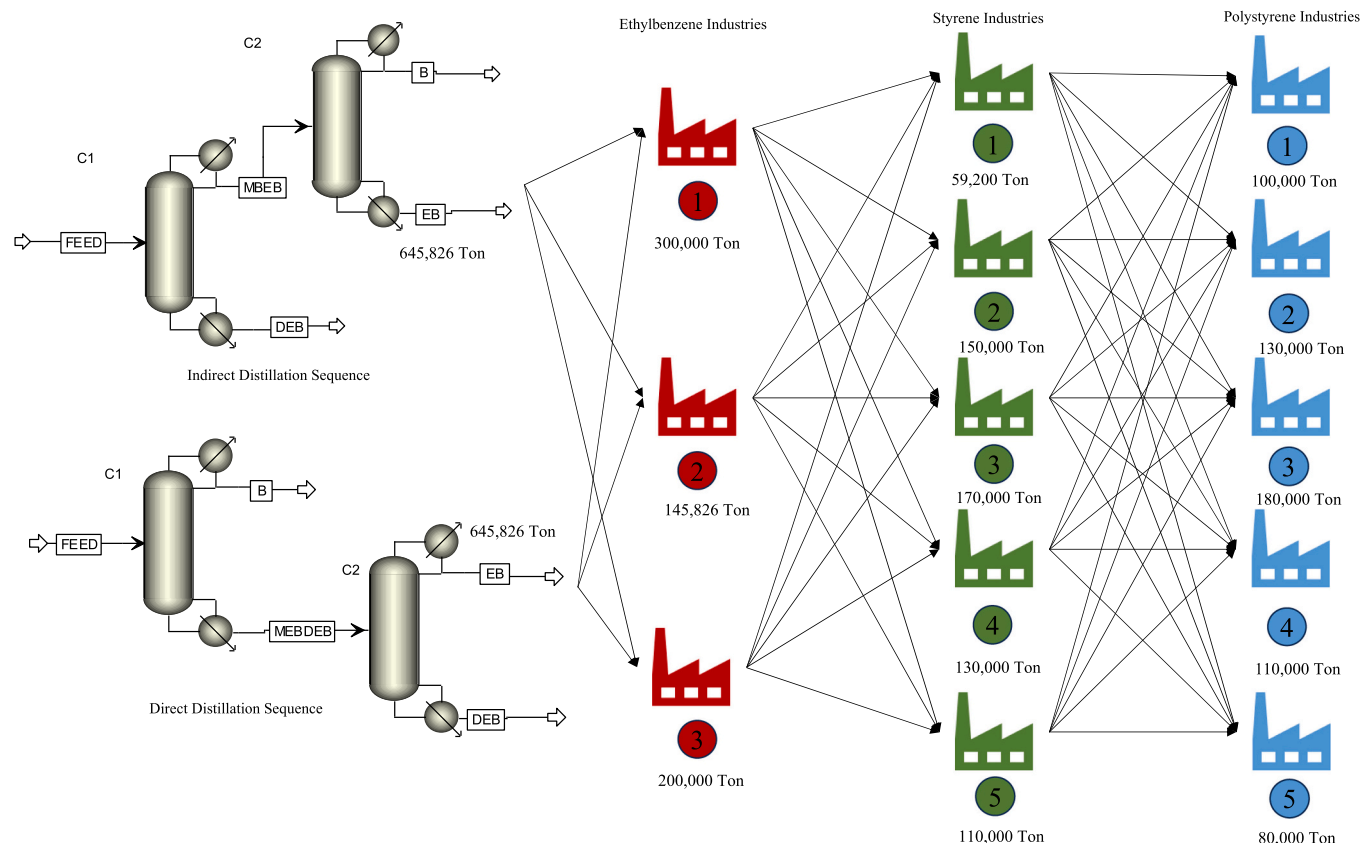 C2
B
C1
MBEB
FEED
EB
645,826 Ton
DEB
Indirect Distillation Sequence
C1
B
FEED
645,826 Ton
C2
EB
MEBDEB
DEB
Direct Distillation Sequence
Ethylbenzene Industries
1
300,000 Ton
2
145,826 Ton
3
200,000 Ton
Styrene Industries
1
59,200 Ton
2
150,000 Ton
3
170,000 Ton
4
130,000 Ton
5
110,000 Ton
Polystyrene Industries
1
100,000 Ton
2
130,000 Ton
3
180,000 Ton
4
110,000 Ton
5
80,000 Ton